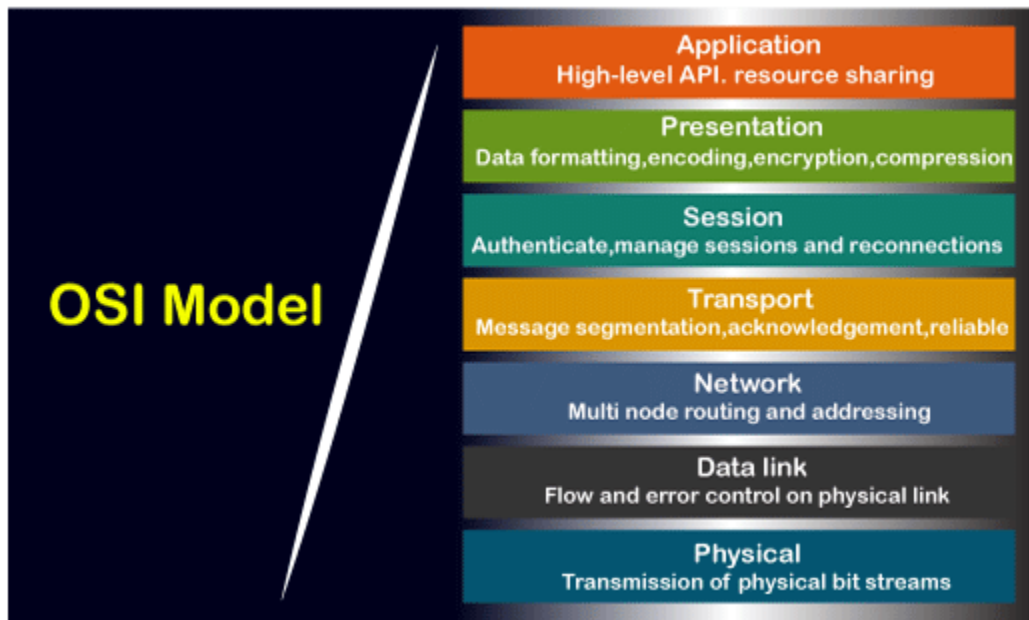 OSI Model
Application
High-level API. resource sharing
Presentation
Data formatting,encoding,encryption,compression
Session
Authenticate,manage sessions and reconnections
Transport
Message segmentation,acknowledgement,reliable
Network
Multi node routing and addressing
Data link
Flow and error control on physical link
Physical
Transmission of physical bit streams